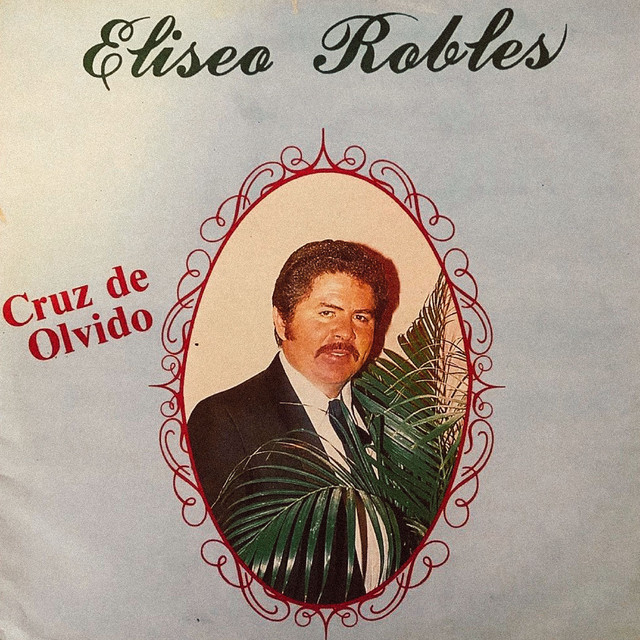 Eliseo Robles
Cruz de
Olvido